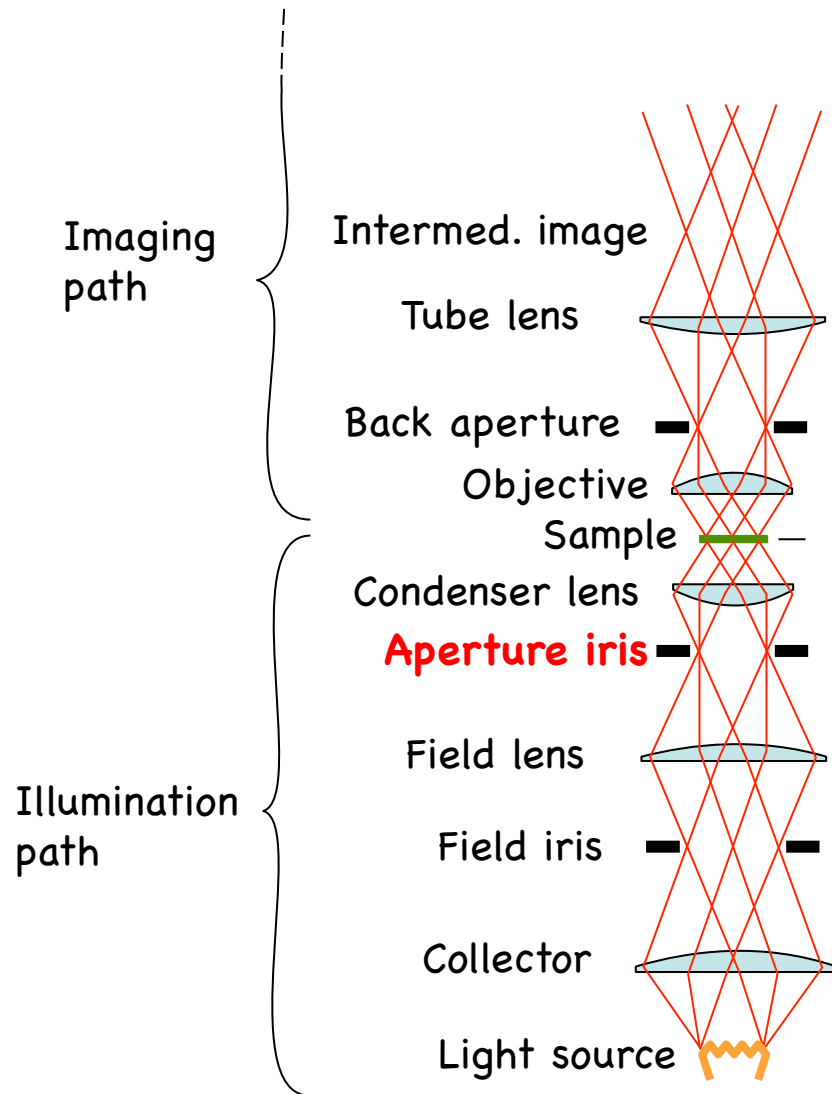 Imaging
path
Intermed. image
Tube lens
Back aperture
Objective
Sample
Condenser lens
Aperture iris
Field lens
Illumination
path
Field iris
Collector
Light source